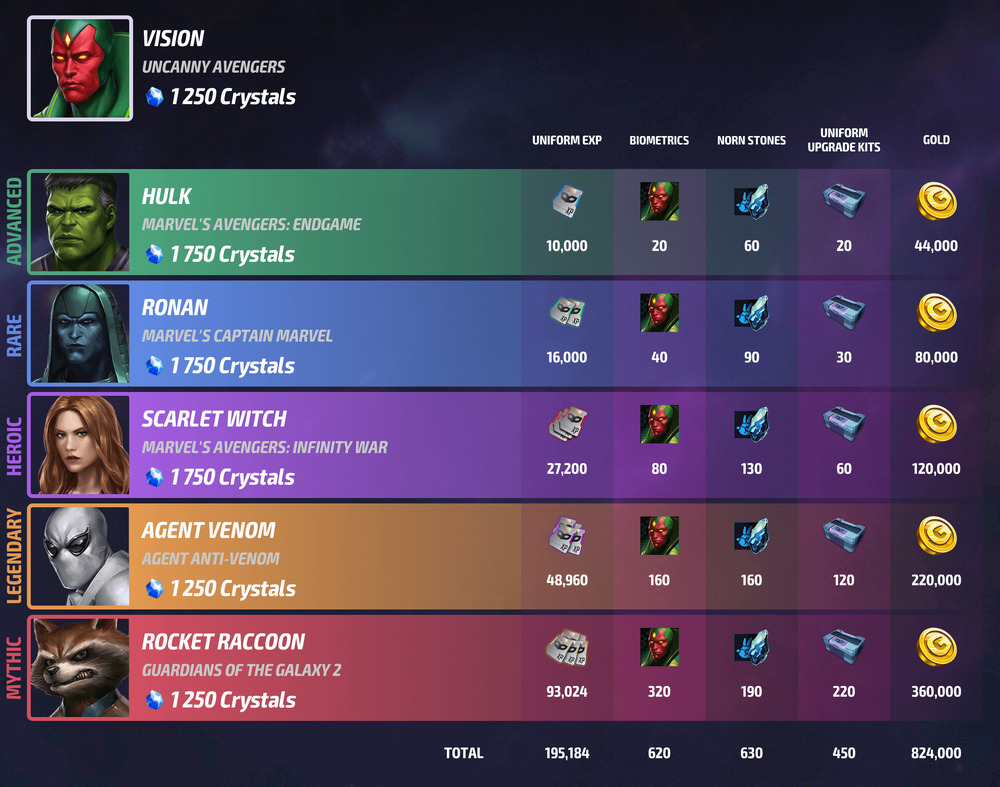 VISION
UNCANNY AVENGERS
1 250 Crystals
UNIFORM EXP
BIOMETRICS
NORN STONES
UNIFORM
UPGRADE KITS
GOLD
ADVANCED
HULK
MARVEL'S AVENGERS: ENDGAME
1 750 Crystals
XP
10,000
20
60
20
44,000
RARE
RONAN
MARVEL'S CAPTAIN MARVEL
1 750 Crystals
16,000
40
90
30
80,000
HEROIC
SCARLET WITCH
MARVEL'S AVENGERS: INFINITY WAR
1 750 Crystals
27,200
80
130
60
120,000
LEGENDARY
AGENT VENOM
AGENT ANTI-VENOM
1 250 Crystals
48,960
160
160
120
220,000
MYTHIC
ROCKET RACCOON
GUARDIANS OF THE GALAXY 2
1 250 Crystals
93,024
320
190
220
360,000
TOTAL
195,184
620
630
450
824,000